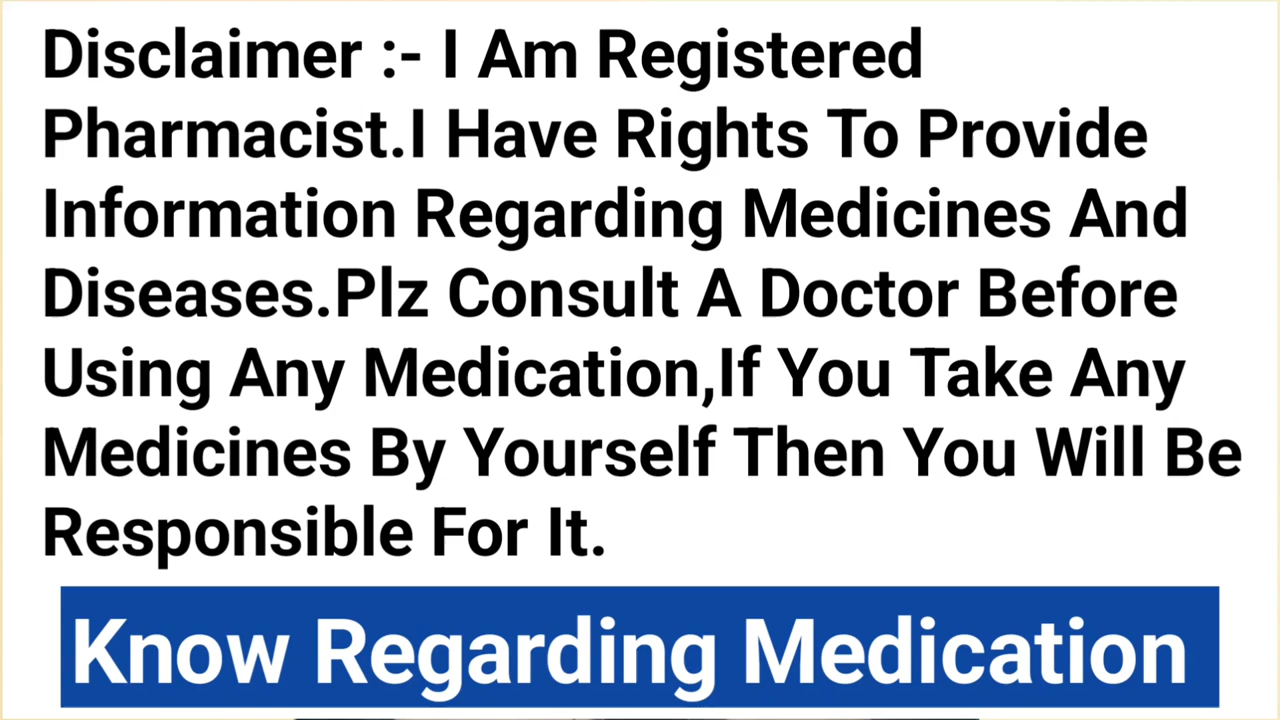 Disclaimer :- I Am Registered
Pharmacist.I Have Rights To Provide
Information Regarding Medicines And
Diseases.Plz Consult A Doctor Before
Using Any Medication,If You Take Any
Medicines By Yourself Then You Will Be
Responsible For It.
Know Regarding Medication